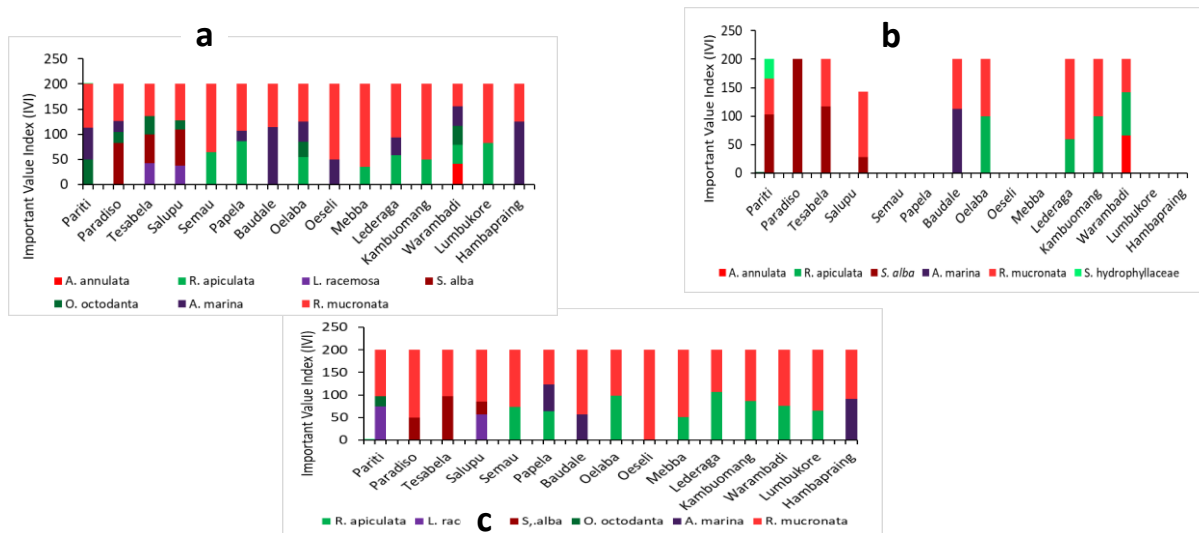 a
Important Value Index (IVI)
250
200
150
100
50
0
Pariti
Paradiso
Tesabela
Salupu
Semau
Papela
Baudale
Oelaba
Oeseli
Mebba
Lederaga
Kambuomang
Warambadi
Lumbukore
Hambapraing
A. annulata R. apiculata L. racemosa S. alba
O. octodanta A. marina R. mucronata
b
Important Value Index (IVI)
250
200
150
100
50
0
Pariti
Paradiso
Tesabela
Salupu
Semau
Papela
Baudale
Oelaba
Oeseli
Mebba
Lederaga
Kambuomang
Warambadi
Lumbukore
Hambapraing
A. annulata R. apiculata S. alba A. marina R. mucronata S. hydrophyllaceae
Important Value Index (IVI)
250
200
150
100
50
0
Pariti
Paradiso
Tesabela
Salupu
Semau
Papela
Baudale
Oelaba
Oeseli
Mebba
Lederaga
Kambuomang
Warambadi
Lumbukore
Hambapraing
R. apiculata L. rac S,.alba O. octodanta A. marina R. mucronata
c